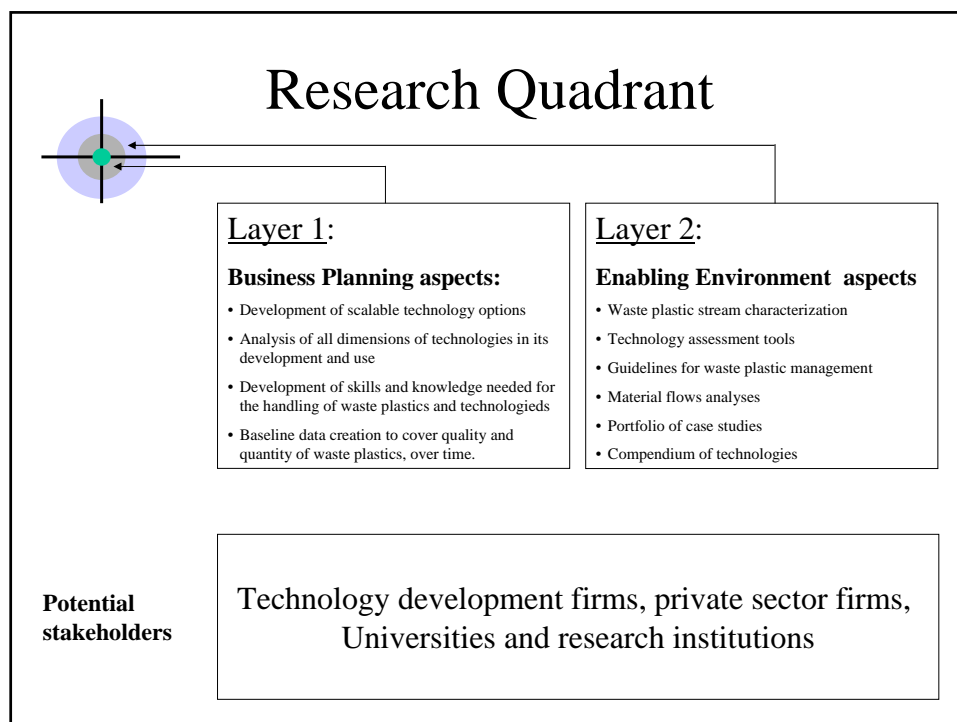 Research Quadrant
Layer 1:
Business Planning aspects:
• Development of scalable technology options
• Analysis of all dimensions of technologies in its
development and use
• Development of skills and knowledge needed for
the handling of waste plastics and technologieds
• Baseline data creation to cover quality and
quantity of waste plastics, over time.
Layer 2:
Enabling Environment aspects
• Waste plastic stream characterization
• Technology assessment tools
• Guidelines for waste plastic management
• Material flows analyses
• Portfolio of case studies
• Compendium of technologies
Potential
stakeholders
Technology development firms, private sector firms,
Universities and research institutions